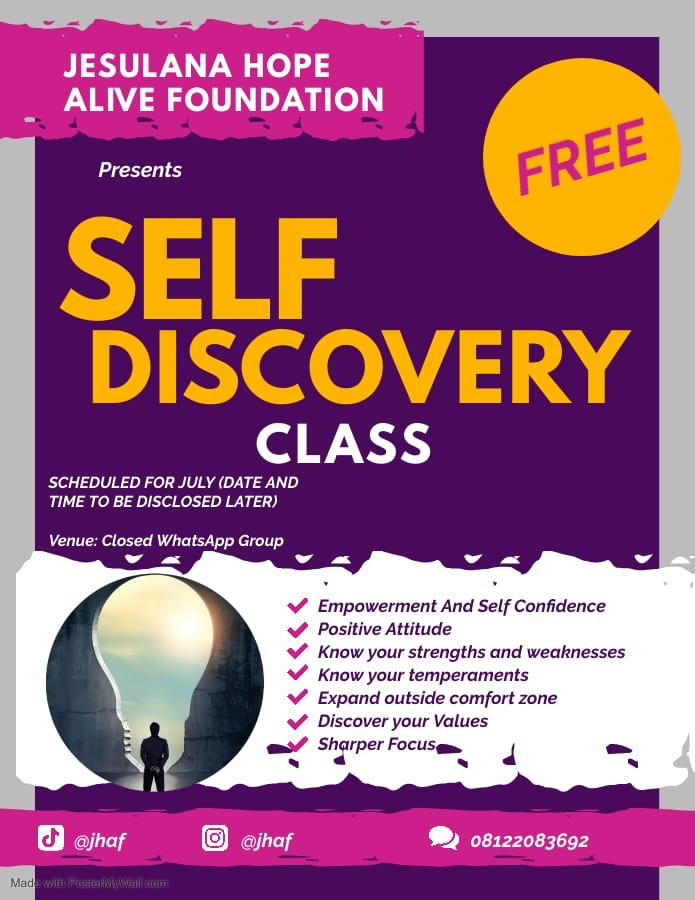 JESULANA HOPE
ALIVE FOUNDATION
Presents
FREE
SELF
DISCOVERY
CLASS
SCHEDULED FOR JULY (DATE AND
TIME TO BE DISCLOSED LATER)
Venue: Closed WhatsApp Group
Empowerment And Self Confidence
Positive Attitude
Know your strengths and weaknesses
Know your temperaments
Expand outside comfort zone
Discover your Values
Sharper Focus
@jhaf
@jhaf
08122083692
Made with PosterMyWall.com